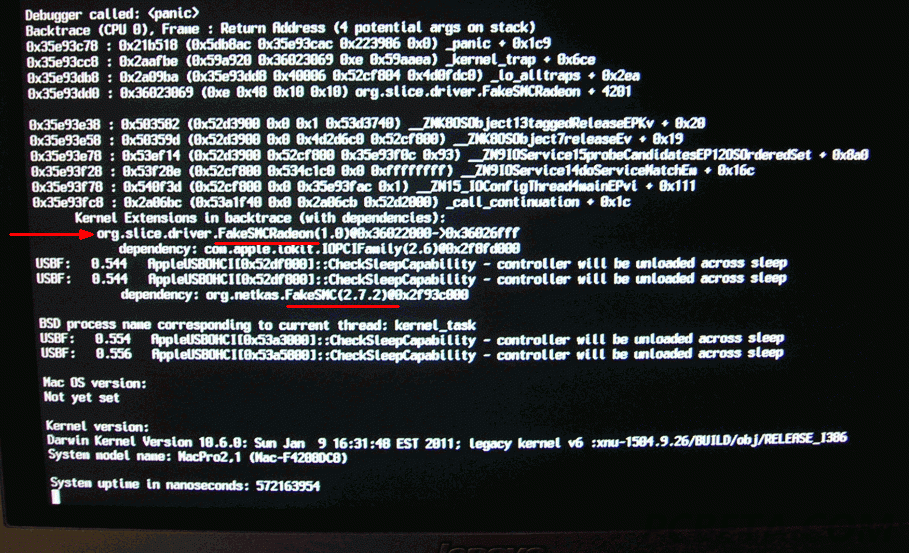 Debugger called: <panic>
Backtrace (CPU 0), Frame : Return Address (4 potential args on stack)
0x35e93c78 : 0x21b518 (0x5db8ac 0x35e93cac 0x223986 0x0) _panic + 0x1c9
0x35e93cc8 : 0x2aafbe (0x59a920 0x36023069 0xe 0x59aaea) _kernel_trap + 0x6ce
0x35e93db8 : 0x2a09ba (0x35e93dd8 0x40006 0x52cf804 0x4d0fdc0) _lo_alltraps + 0x2ea
0x35e93dd0 : 0x36023069 (0xe 0x48 0x10 0x10) org.slice.driver.FakeSMCRadeon + 4201
0x35e93e38 : 0x503502 (0x52d3900 0x0 0x1 0x53d3740) __ZNK8OSObject13taggedReleaseEPKv + 0x20
0x35e93e58 : 0x50359d (0x52d3900 0x0 0x4d2d6c0 0x52cf800) __ZNK8OSObject7releaseEv + 0x19
0x35e93e78 : 0x53ef14 (0x52d3900 0x52cf800 0x35e93f0c 0x93) __ZN9IOService15probeCandidatesEP12OSOrderedSet + 0x8a0
0x35e93f28 : 0x53f28e (0x52cf800 0x534c1c0 0x0 0xffffffff) __ZN9IOService14doServiceMatchEm + 0x16c
0x35e93f78 : 0x540f3d (0x52cf800 0x0 0x35e93fac 0x1) __ZN15_IOConfigThread4mainEPvi + 0x111
0x35e93fc8 : 0x2a06bc (0x53a1f40 0x0 0x2a06cb 0x52d2000) _call_continuation + 0x1c
Kernel Extensions in backtrace (with dependencies):
org.slice.driver.FakeSMCRadeon(1.0)@0x36022000->0x36026fff
dependency: com.apple.iokit.IOPCIFamily(2.6)@0x2f8fd000
USBF: 0.544 AppleUSBOHCI[0x52df000]::CheckSleepCapability - controller will be unloaded across sleep
USBF: 0.544 AppleUSBOHCI[0x52df000]::CheckSleepCapability - controller will be unloaded across sleep
dependency: org.netkas.FakeSMC(2.7.2)@0x2f93c000
BSD process name corresponding to current thread: kernel_task
USBF: 0.554 AppleUSBOHCI[0x53a3000]::CheckSleepCapability - controller will be unloaded across sleep
USBF: 0.556 AppleUSBOHCI[0x53a5000]::CheckSleepCapability - controller will be unloaded across sleep
Mac OS version:
Not yet set
Kernel version:
Darwin Kernel Version 10.6.0: Sun Jan 9 16:31:48 EST 2011; legacy kernel v6 :xnu-1504.9.26/BUILD/obj/RELEASE_I386
System model name: MacPro2,1 (Mac-F4208DC8)
System uptime in nanoseconds: 572163954